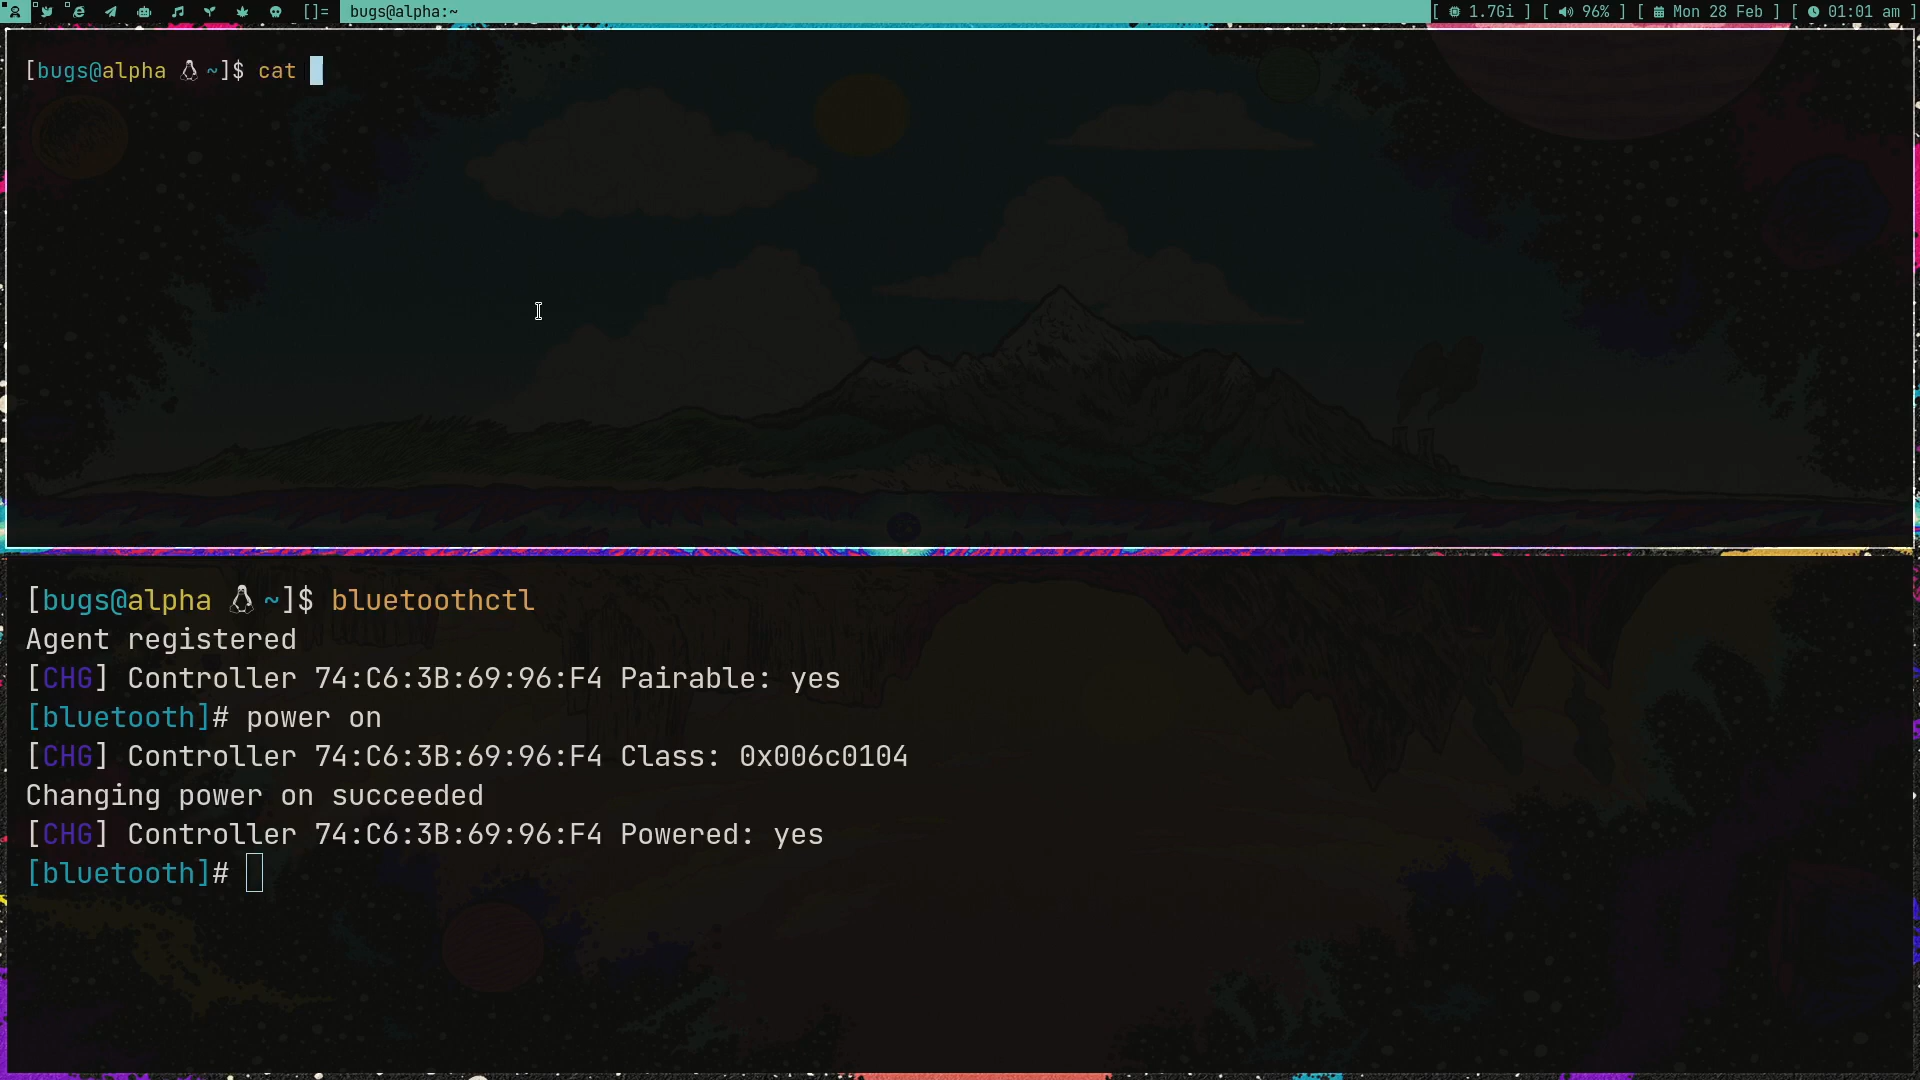 []= bugs@alpha:~ [ 1.7Gi ] [ 96% ] [ Mon 28 Feb ] [ 01:01 am ]
[bugs@alpha ~]$ cat
[bugs@alpha ~]$ bluetoothctl
Agent registered
[CHG] Controller 74:C6:3B:69:96:F4 Pairable: yes
[bluetooth]# power on
[CHG] Controller 74:C6:3B:69:96:F4 Class: 0x006c0104
Changing power on succeeded
[CHG] Controller 74:C6:3B:69:96:F4 Powered: yes
[bluetooth]#